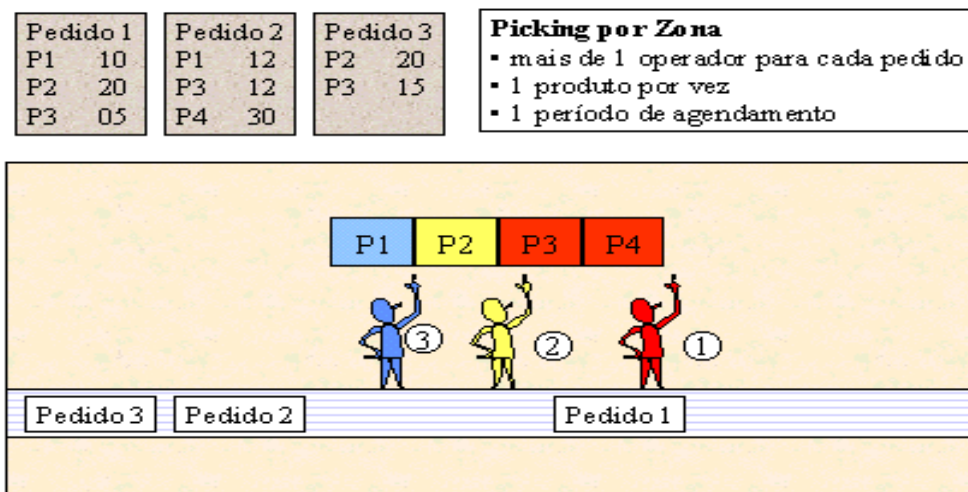 Pedido 1
P1 10
P2 20
P3 05
Pedido 2
P1 12
P3 12
P4 30
Pedido 3
P2 20
P3 15
Picking por Zona
▪ mais de 1 operador para cada pedido
▪ 1 produto por vez
▪ 1 período de agendamento
P1 P2 P3 P4
3 2 1
Pedido 3 Pedido 2 Pedido 1